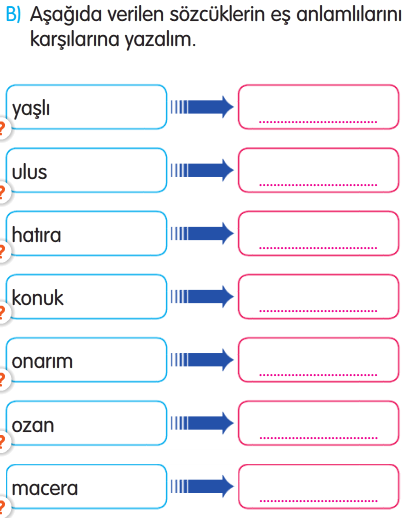 B) Aşağıda verilen sözcüklerin eş anlamlılarını
karşılarına yazalım.
yaşlı
?
ulus
?
hatıra
?
konuk
?
onarım
?
ozan
?
macera
?